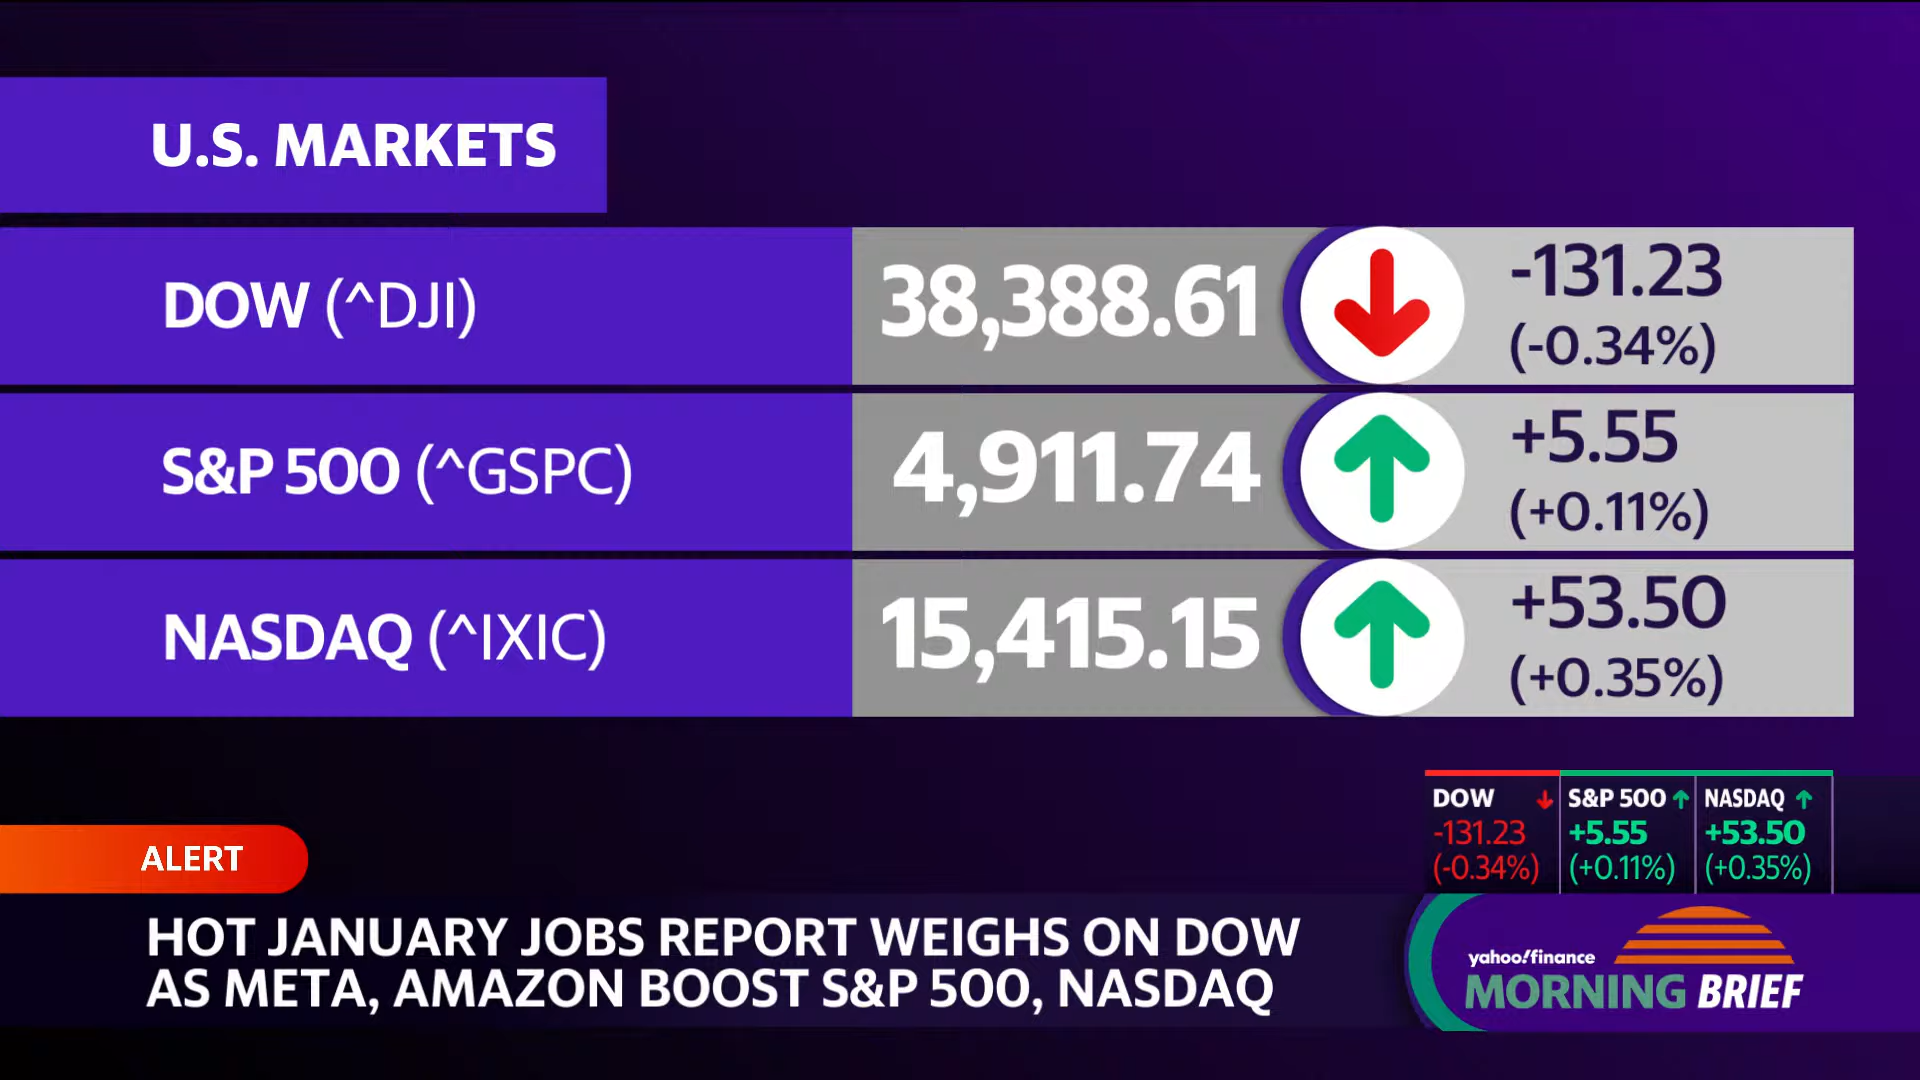 U.S. MARKETS
DOW (^DJI) 38,388.61 -131.23
(-0.34%)
S&P 500 (^GSPC) 4,911.74 +5.55
(+0.11%)
NASDAQ (^IXIC) 15,415.15 +53.50
(+0.35%)
DOW S&P 500 NASDAQ
-131.23 +5.55 +53.50
(-0.34%) (+0.11%) (+0.35%)
ALERT
HOT JANUARY JOBS REPORT WEIGHS ON DOW
AS META, AMAZON BOOST S&P 500, NASDAQ
yahoo!finance
MORNING BRIEF